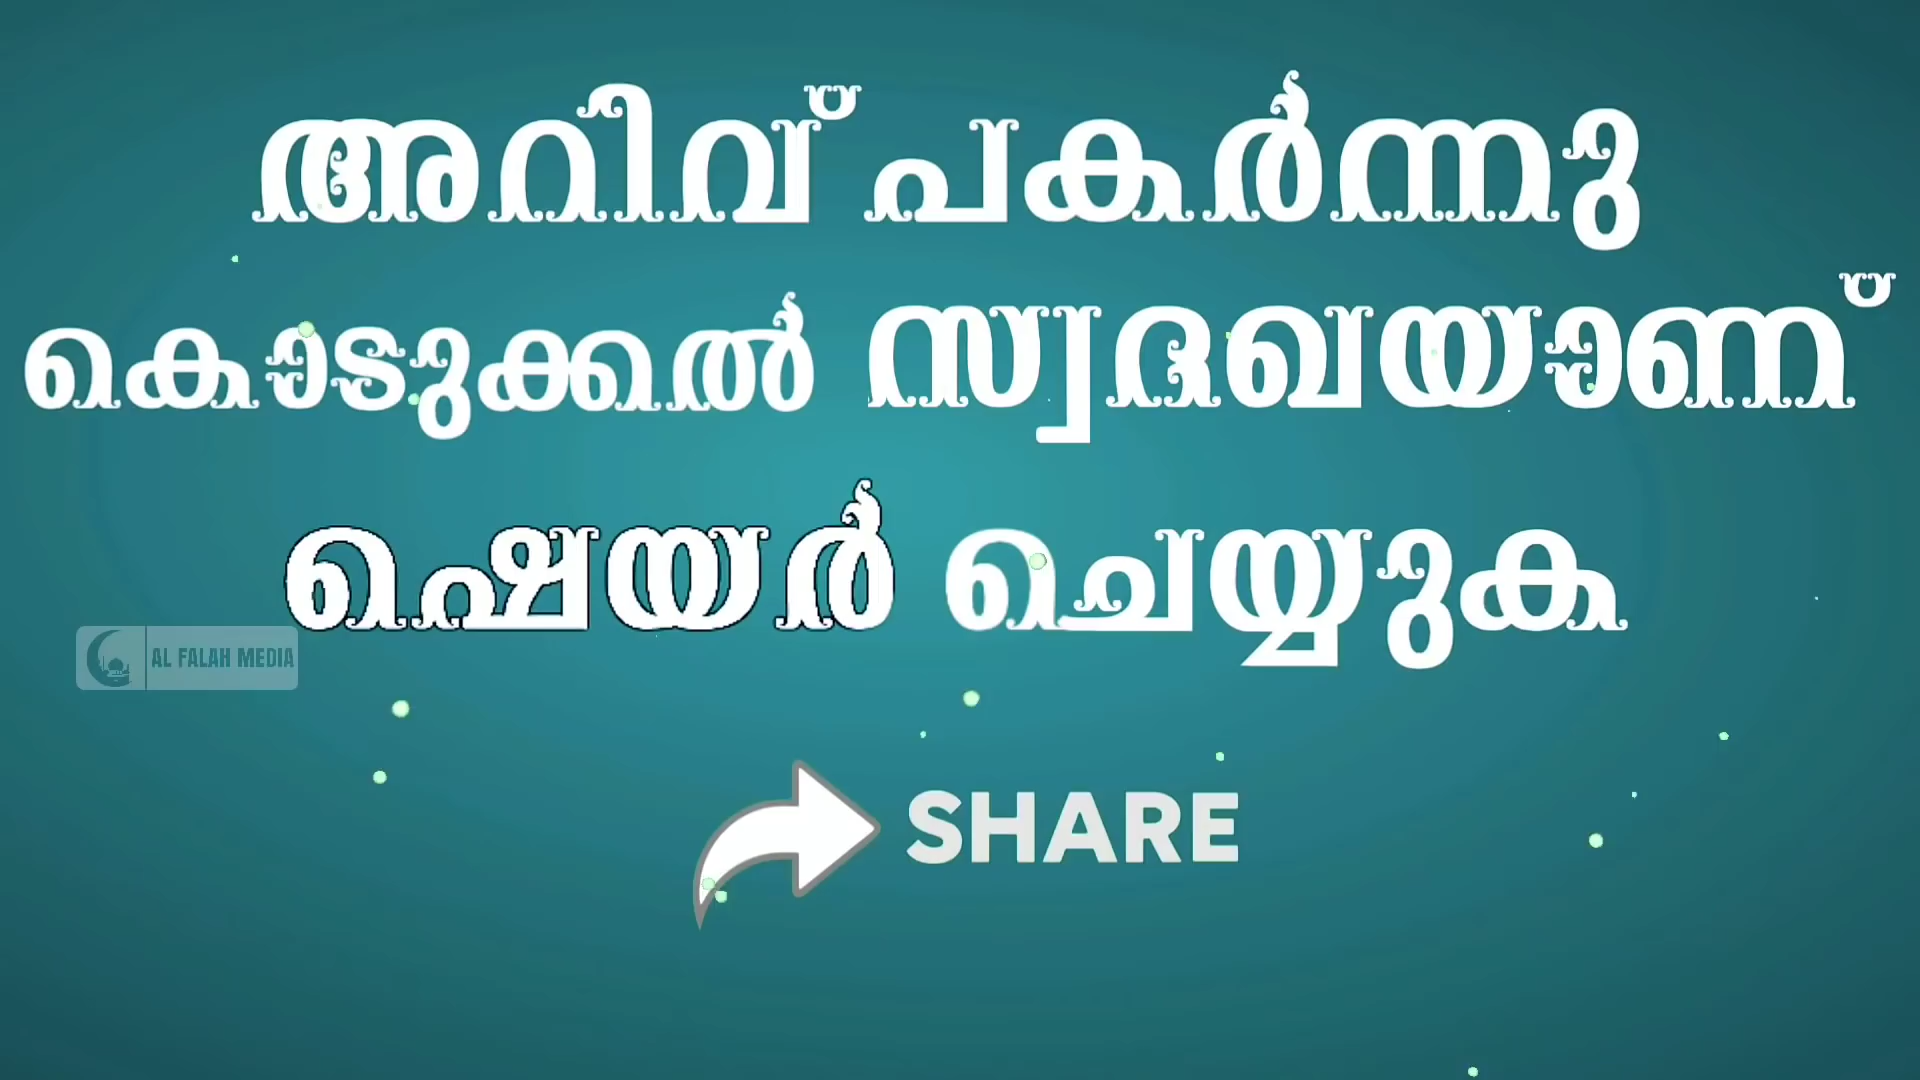 അറിവ് പകർന്നു
കൊടുക്കൽ സ്വദഖയാണ്
ഷെയർ ചെയ്യുക
AL FALAH MEDIA
SHARE